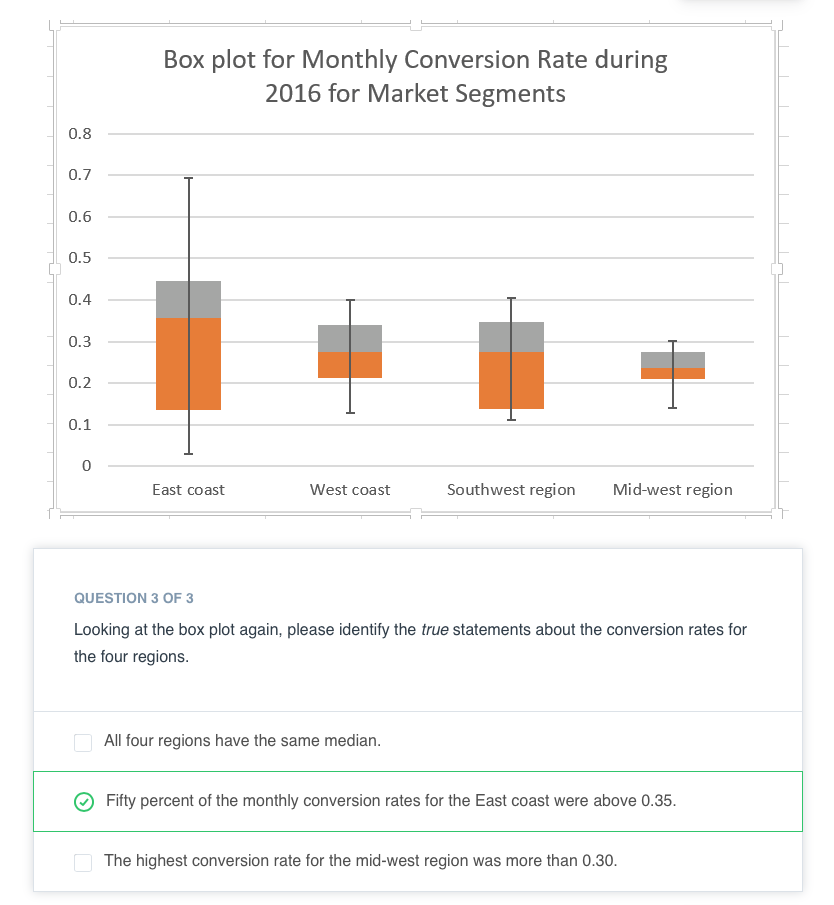 Box plot for Monthly Conversion Rate during
2016 for Market Segments
0.8
0.7
0.6
0.5
0.4
0.3
0.2
0.1
0
East coast West coast Southwest region Mid-west region
QUESTION 3 OF 3
Looking at the box plot again, please identify the true statements about the conversion rates for
the four regions.
All four regions have the same median.
Fifty percent of the monthly conversion rates for the East coast were above 0.35.
The highest conversion rate for the mid-west region was more than 0.30.